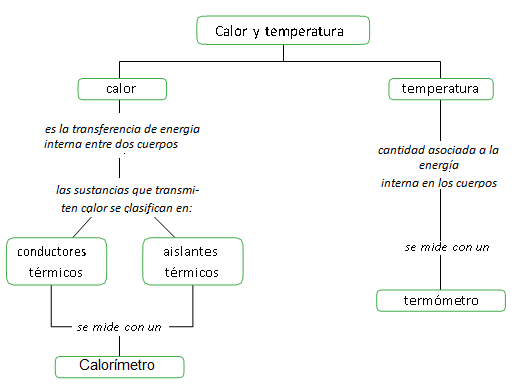 Calor y temperatura
calor
es la transferencia de energia
interna entre dos cuerpos
las sustancias que transmi-
ten calor se clasifican en:
conductores
térmicos
aislantes
térmicos
se mide con un
Calorímetro
temperatura
cantidad asociada a la
energía
interna en los cuerpos
se mide con un
termómetro